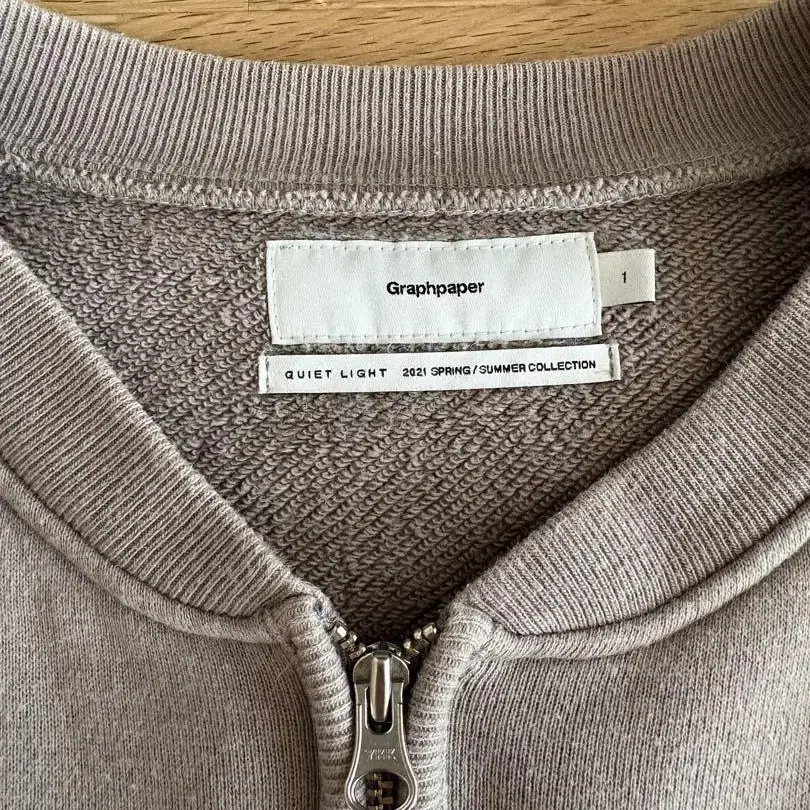 Graphpaper
1
QUIET LIGHT 2021 SPRING/SUMMER COLLECTION
YKK